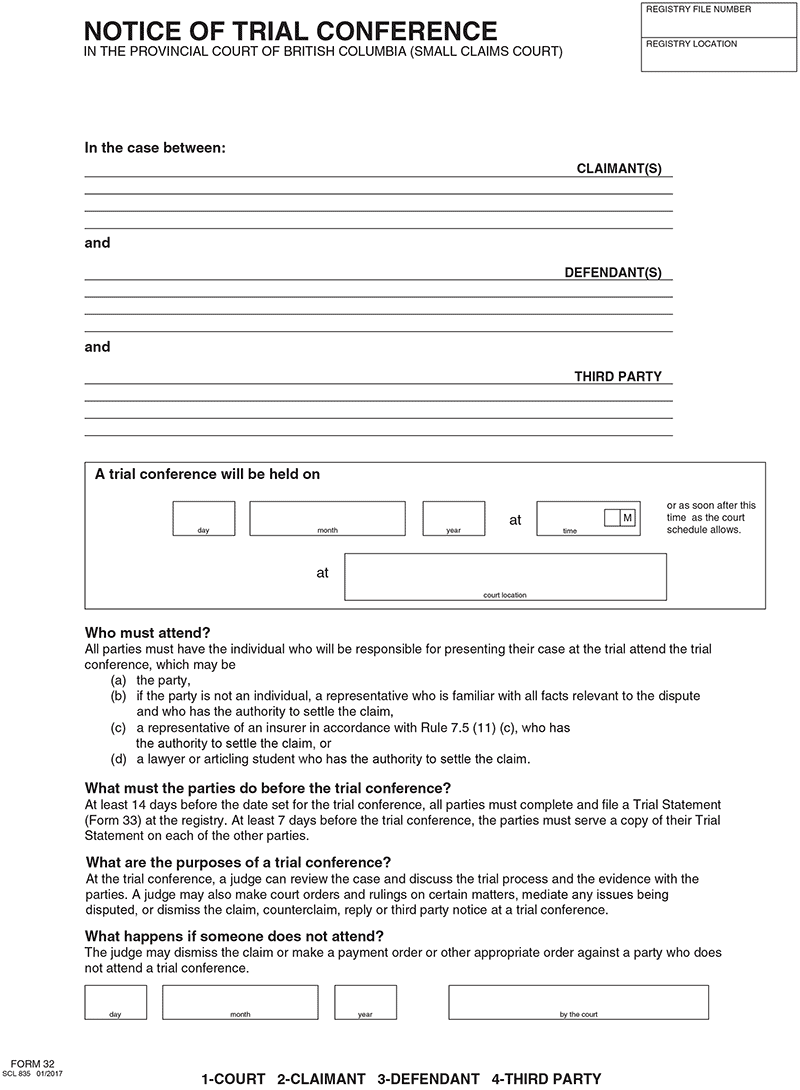 NOTICE OF TRIAL CONFERENCE
IN THE PROVINCIAL COURT OF BRITISH COLUMBIA (SMALL CLAIMS COURT)
REGISTRY FILE NUMBER
REGISTRY LOCATION
In the case between:
CLAIMANT(S)
and
DEFENDANT(S)
and
THIRD PARTY
A trial conference will be held on
day
month
year
at
time
M
or as soon after this
time as the court
schedule allows.
at
court location
Who must attend?
All parties must have the individual who will be responsible for presenting their case at the trial attend the trial
conference, which may be
(a) the party,
(b) if the party is not an individual, a representative who is familiar with all facts relevant to the dispute
and who has the authority to settle the claim,
(c) a representative of an insurer in accordance with Rule 7.5 (11) (c), who has
the authority to settle the claim, or
(d) a lawyer or articling student who has the authority to settle the claim.
What must the parties do before the trial conference?
At least 14 days before the date set for the trial conference, all parties must complete and file a Trial Statement
(Form 33) at the registry. At least 7 days before the trial conference, the parties must serve a copy of their Trial
Statement on each of the other parties.
What are the purposes of a trial conference?
At the trial conference, a judge can review the case and discuss the trial process and the evidence with the
parties. A judge may also make court orders and rulings on certain matters, mediate any issues being
disputed, or dismiss the claim, counterclaim, reply or third party notice at a trial conference.
What happens if someone does not attend?
The judge may dismiss the claim or make a payment order or other appropriate order against a party who does
not attend a trial conference.
day
month
year
by the court
FORM 32
SCL 835 01/2017
1-COURT 2-CLAIMANT 3-DEFENDANT 4-THIRD PARTY